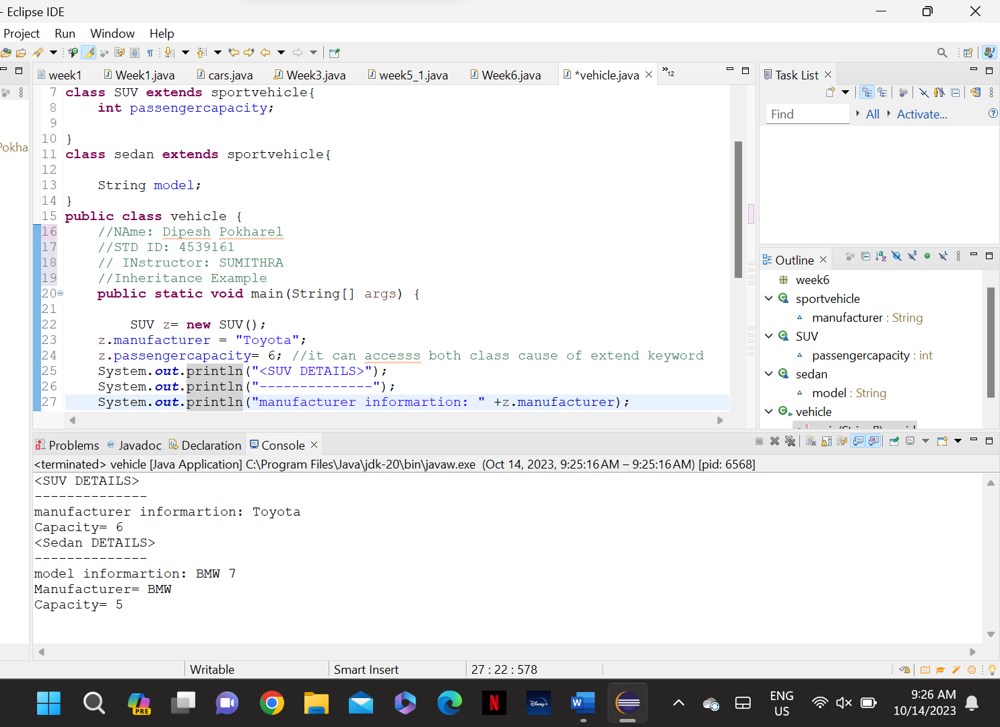 - Eclipse IDE
Project Run Window Help
week1 Week1.java cars.java Week3.java week5_1.java Week6.java *vehicle.java »12
7 class SUV extends sportvehicle{
8 int passengercapacity;
9
10 }
11 class sedan extends sportvehicle{
12
13 String model;
14 }
15 public class vehicle {
16 //NAme: Dipesh Pokharel
17 //STD ID: 4539161
18 // INstructor: SUMITHRA
19 //Inheritance Example
20 public static void main(String[] args) {
21
22 SUV z= new SUV();
23 z.manufacturer = "Toyota";
24 z.passengercapacity= 6; //it can accesss both class cause of extend keyword
25 System.out.println("<SUV DETAILS>");
26 System.out.println("--------------");
27 System.out.println("manufacturer informartion: " +z.manufacturer);
Pokha
Task List
Find All Activate...
Outline
week6
sportvehicle
manufacturer : String
SUV
passengercapacity : int
sedan
model : String
vehicle
Problems Javadoc Declaration Console
<terminated> vehicle [Java Application] C:\Program Files\Java\jdk-20\bin\javaw.exe (Oct 14, 2023, 9:25:16 AM – 9:25:16 AM) [pid: 6568]
<SUV DETAILS>
--------------
manufacturer informartion: Toyota
Capacity= 6
<Sedan DETAILS>
--------------
model informartion: BMW 7
Manufacturer= BMW
Capacity= 5
Writable Smart Insert 27 : 22 : 578
PRE
N
Disney+
W
ENG
US
9:26 AM
10/14/2023